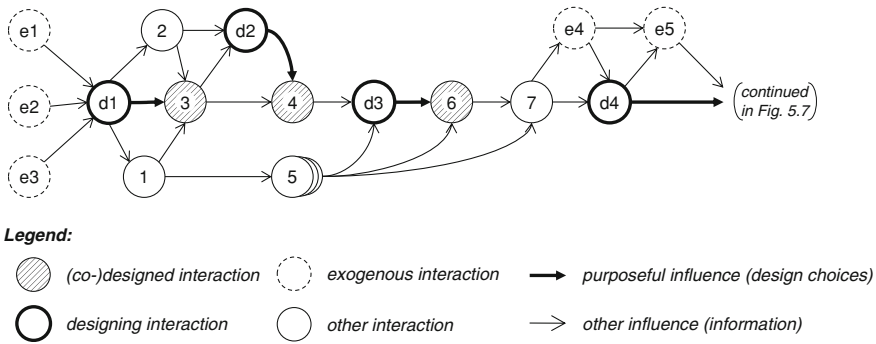 e1
2
d2
e4
e5
e2
d1
3
4
d3
6
7
d4
(continued
in Fig. 5.7)
e3
1
5
Legend:
(co-)designed interaction
exogenous interaction
purposeful influence (design choices)
designing interaction
other interaction
other influence (information)